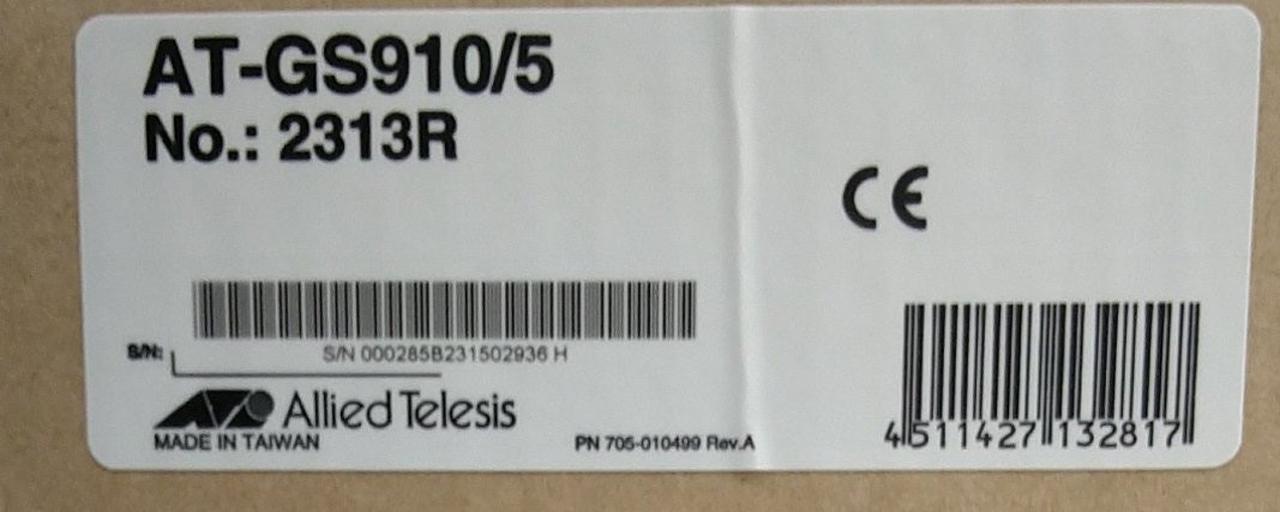 AT-GS910/5
No.: 2313R
CE
S/N:
S/N 000285B231502936 H
Allied Telesis
MADE IN TAIWAN
PN 705-010499 Rev.A
4511427132817